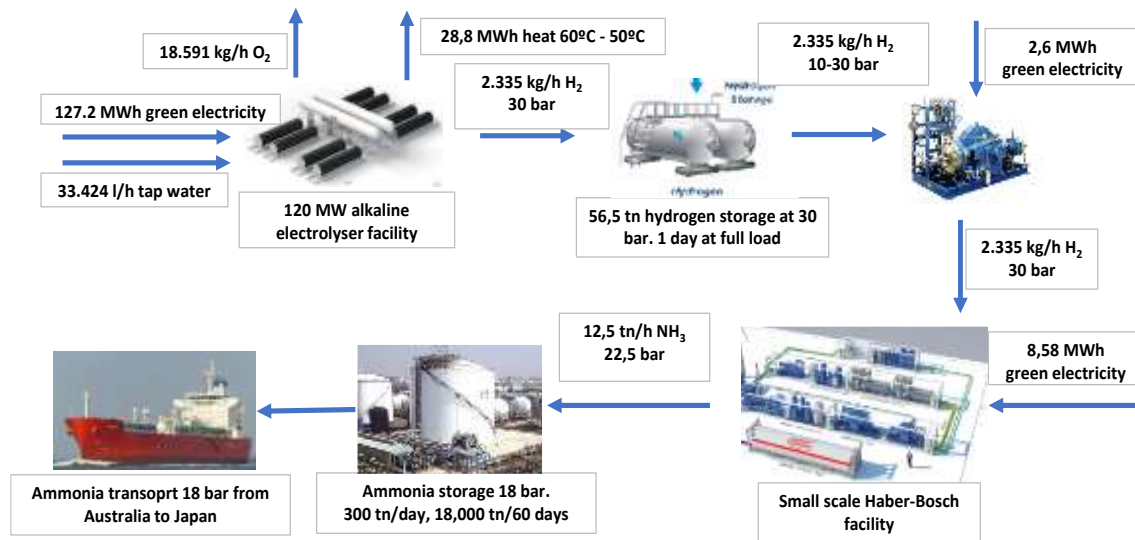 18.591 kg/h O₂
28,8 MWh heat 60ºC - 50ºC
2.335 kg/h H₂
10-30 bar
2,6 MWh
green electricity
127.2 MWh green electricity
2.335 kg/h H₂
30 bar
33.424 l/h tap water
Hydrogen
120 MW alkaline
electrolyser facility
56,5 tn hydrogen storage at 30
bar. 1 day at full load
2.335 kg/h H₂
30 bar
12,5 tn/h NH₃
22,5 bar
8,58 MWh
green electricity
Ammonia transoprt 18 bar from
Australia to Japan
Ammonia storage 18 bar.
300 tn/day, 18,000 tn/60 days
Small scale Haber-Bosch
facility